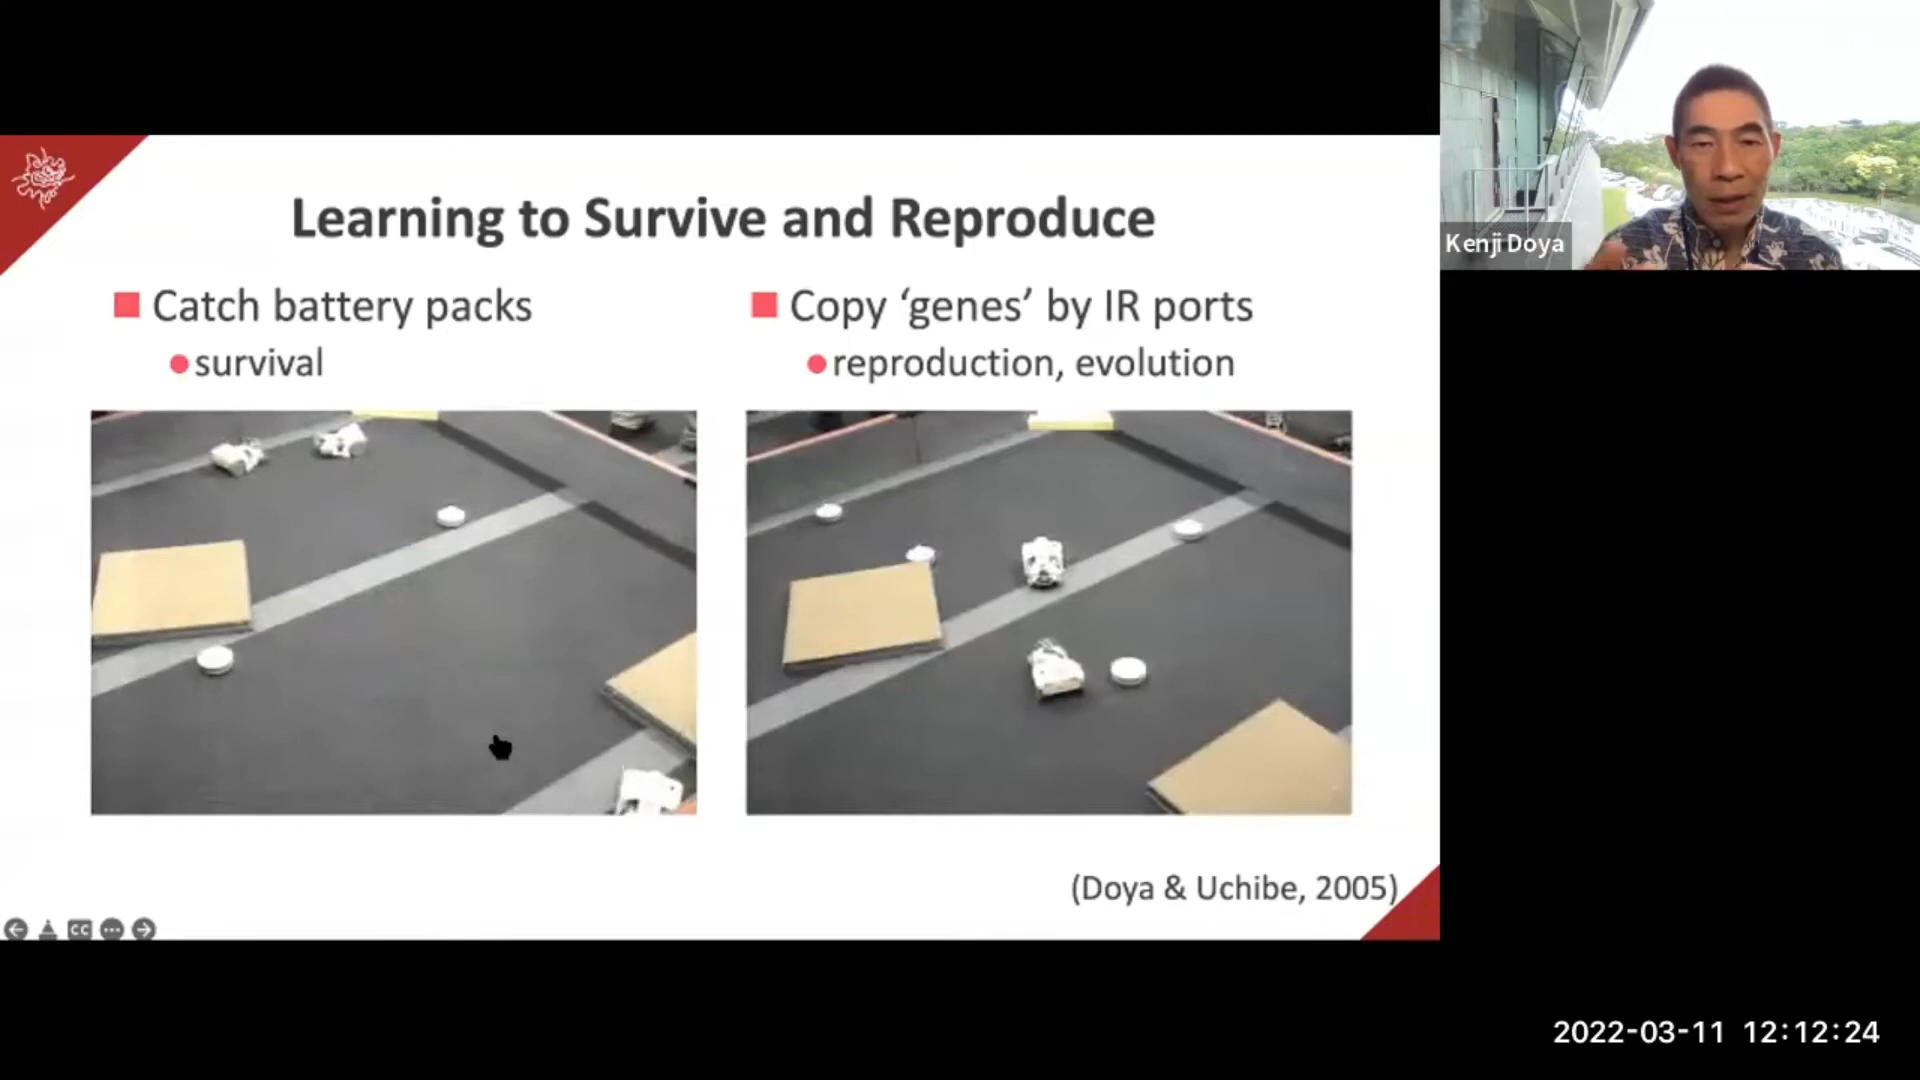 Learning to Survive and Reproduce
Catch battery packs
survival
Copy ‘genes’ by IR ports
reproduction, evolution
(Doya & Uchibe, 2005)
CC
Kenji Doya
2022-03-11 12:12:24